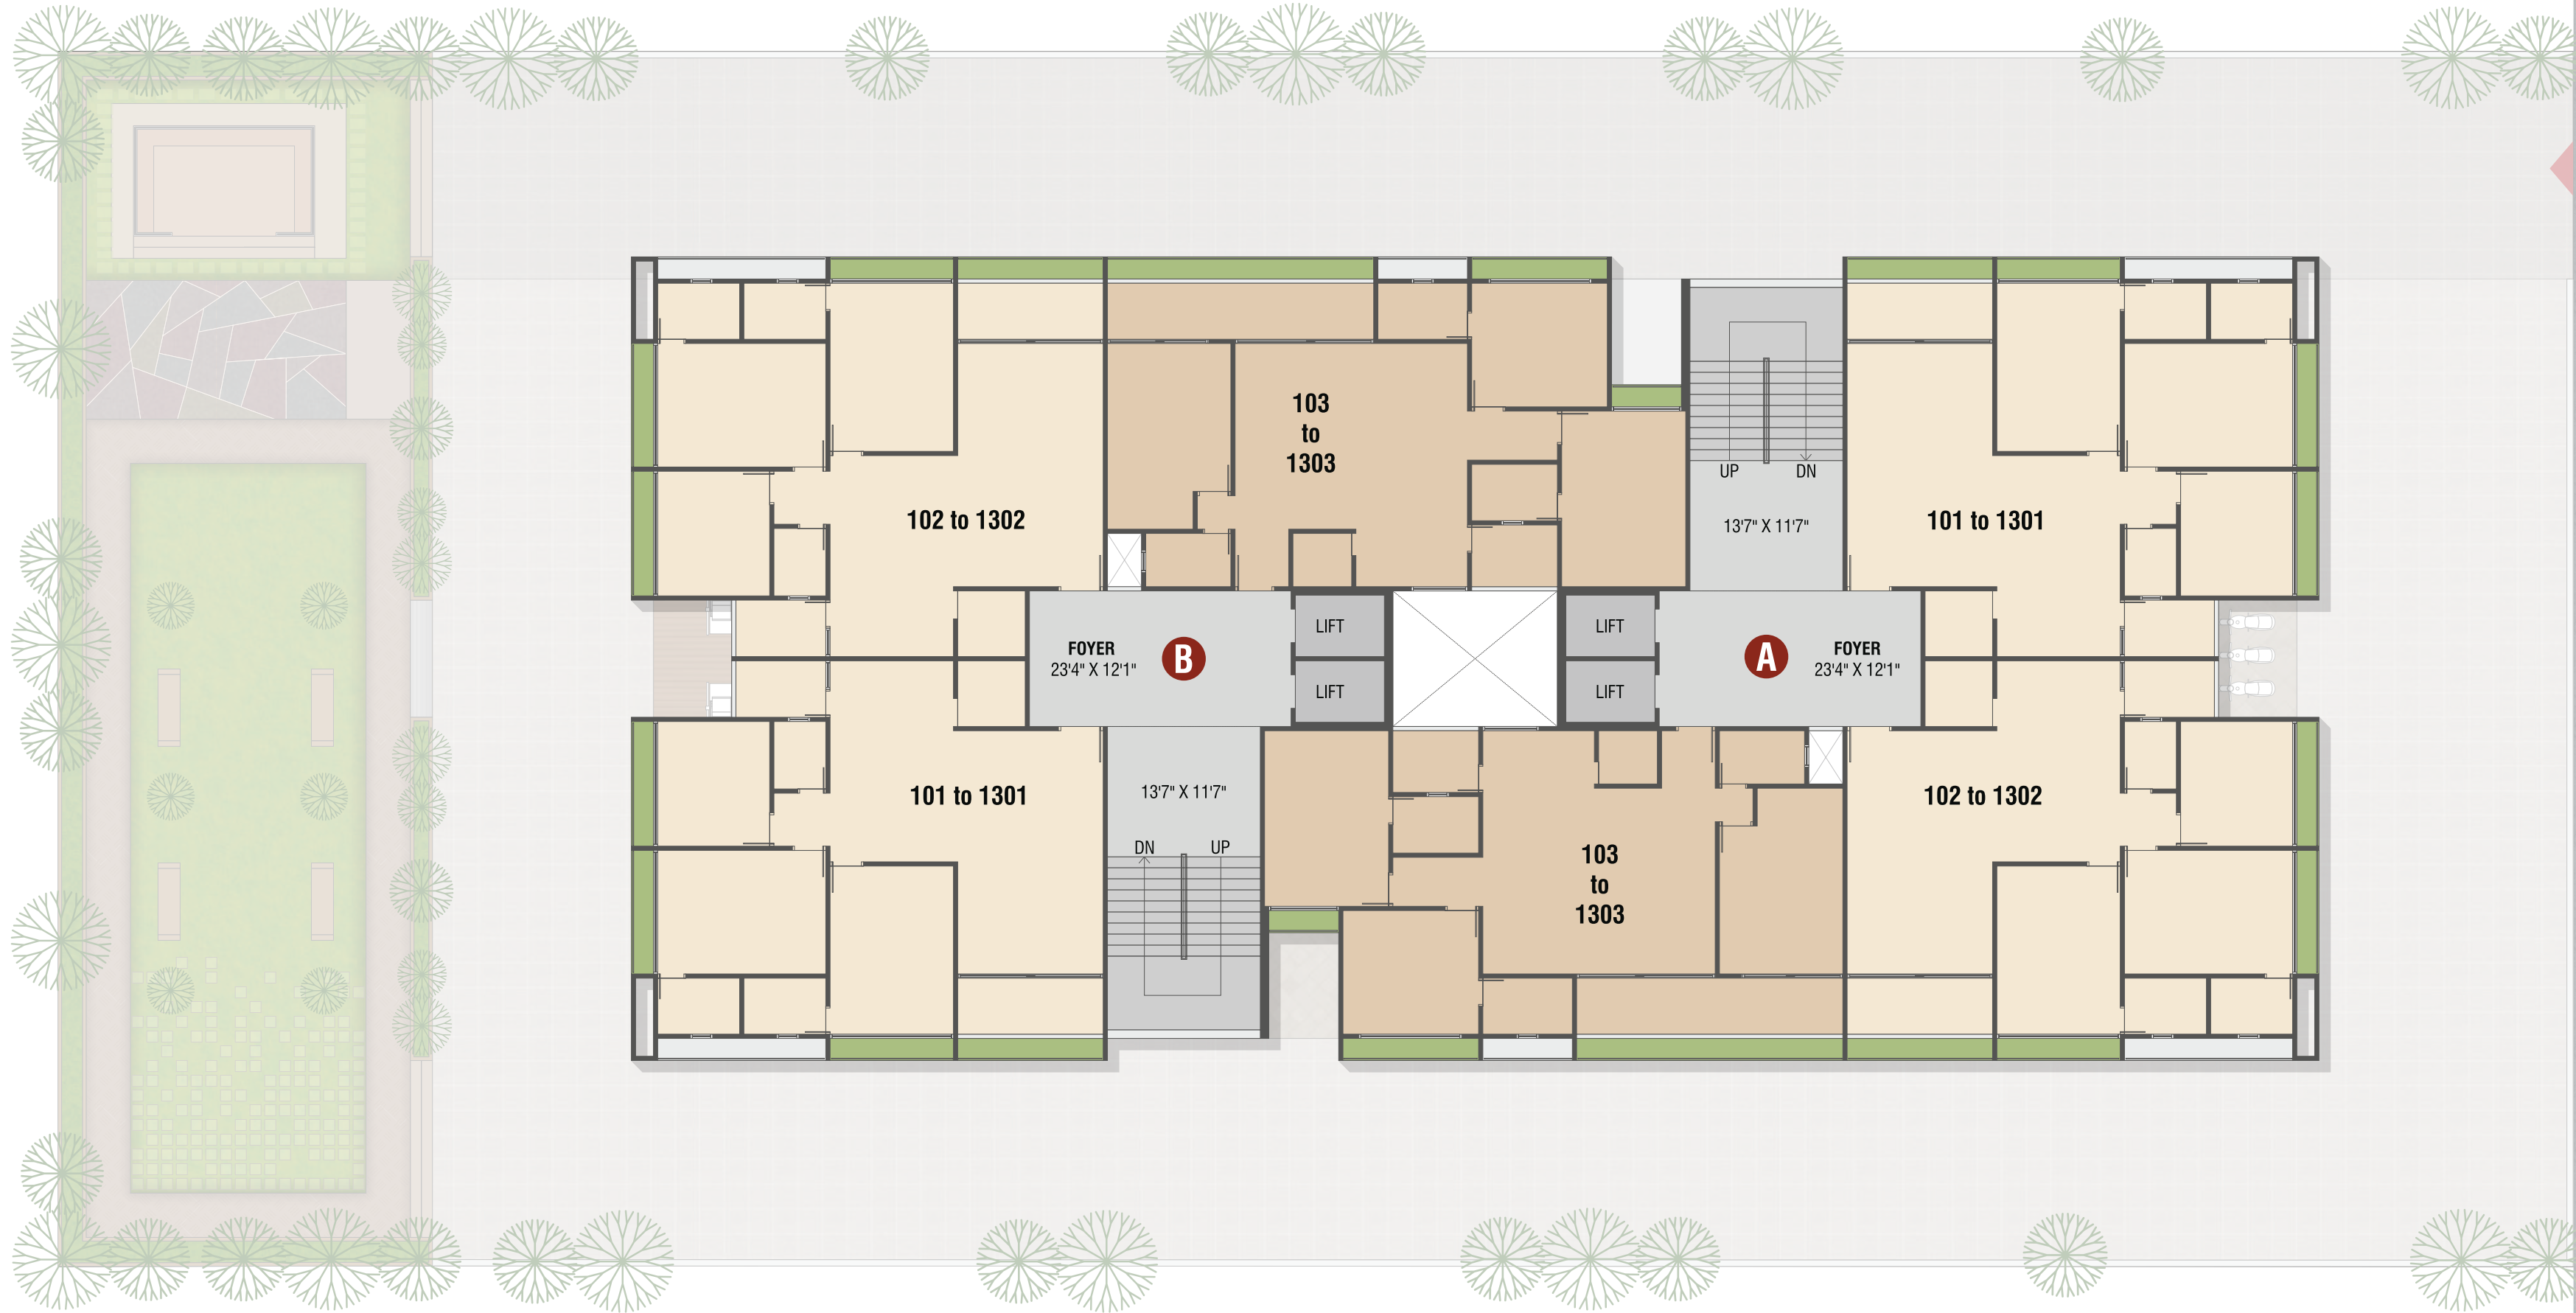 103
to
1303
UP DN
13'7" X 11'7"
102 to 1302
101 to 1301
FOYER
23'4" X 12'1"
B
LIFT
LIFT
LIFT
LIFT
A
FOYER
23'4" X 12'1"
101 to 1301
13'7" X 11'7"
DN UP
103
to
1303
102 to 1302